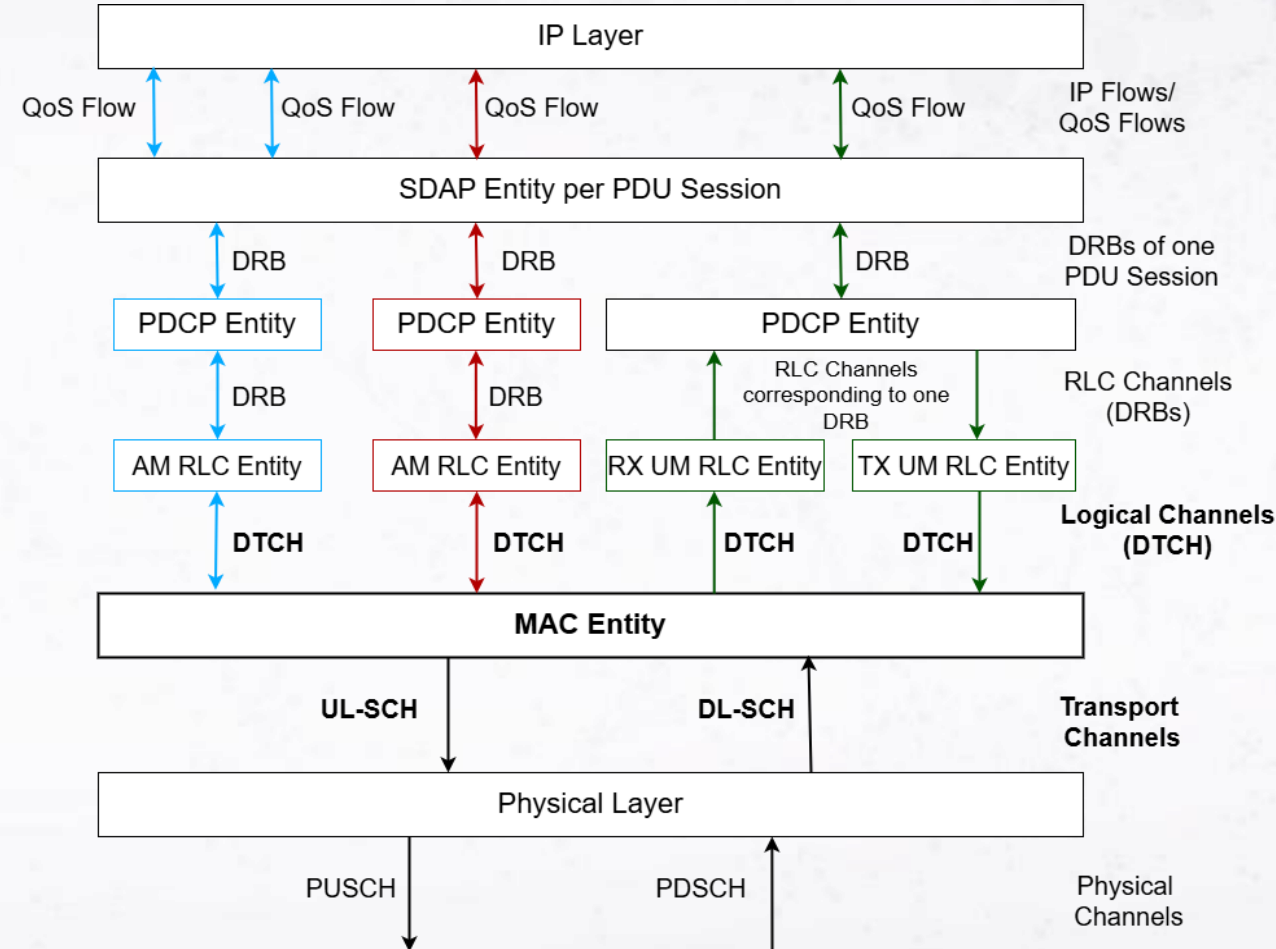 IP Layer
QoS Flow
QoS Flow
QoS Flow
QoS Flow
IP Flows/
QoS Flows
SDAP Entity per PDU Session
DRB
DRB
DRB
DRBs of one
PDU Session
PDCP Entity
PDCP Entity
PDCP Entity
DRB
DRB
RLC Channels
corresponding to one
DRB
RLC Channels
(DRBs)
AM RLC Entity
AM RLC Entity
RX UM RLC Entity
TX UM RLC Entity
DTCH
DTCH
DTCH
DTCH
Logical Channels
(DTCH)
MAC Entity
UL-SCH
DL-SCH
Transport
Channels
Physical Layer
PUSCH
PDSCH
Physical
Channels